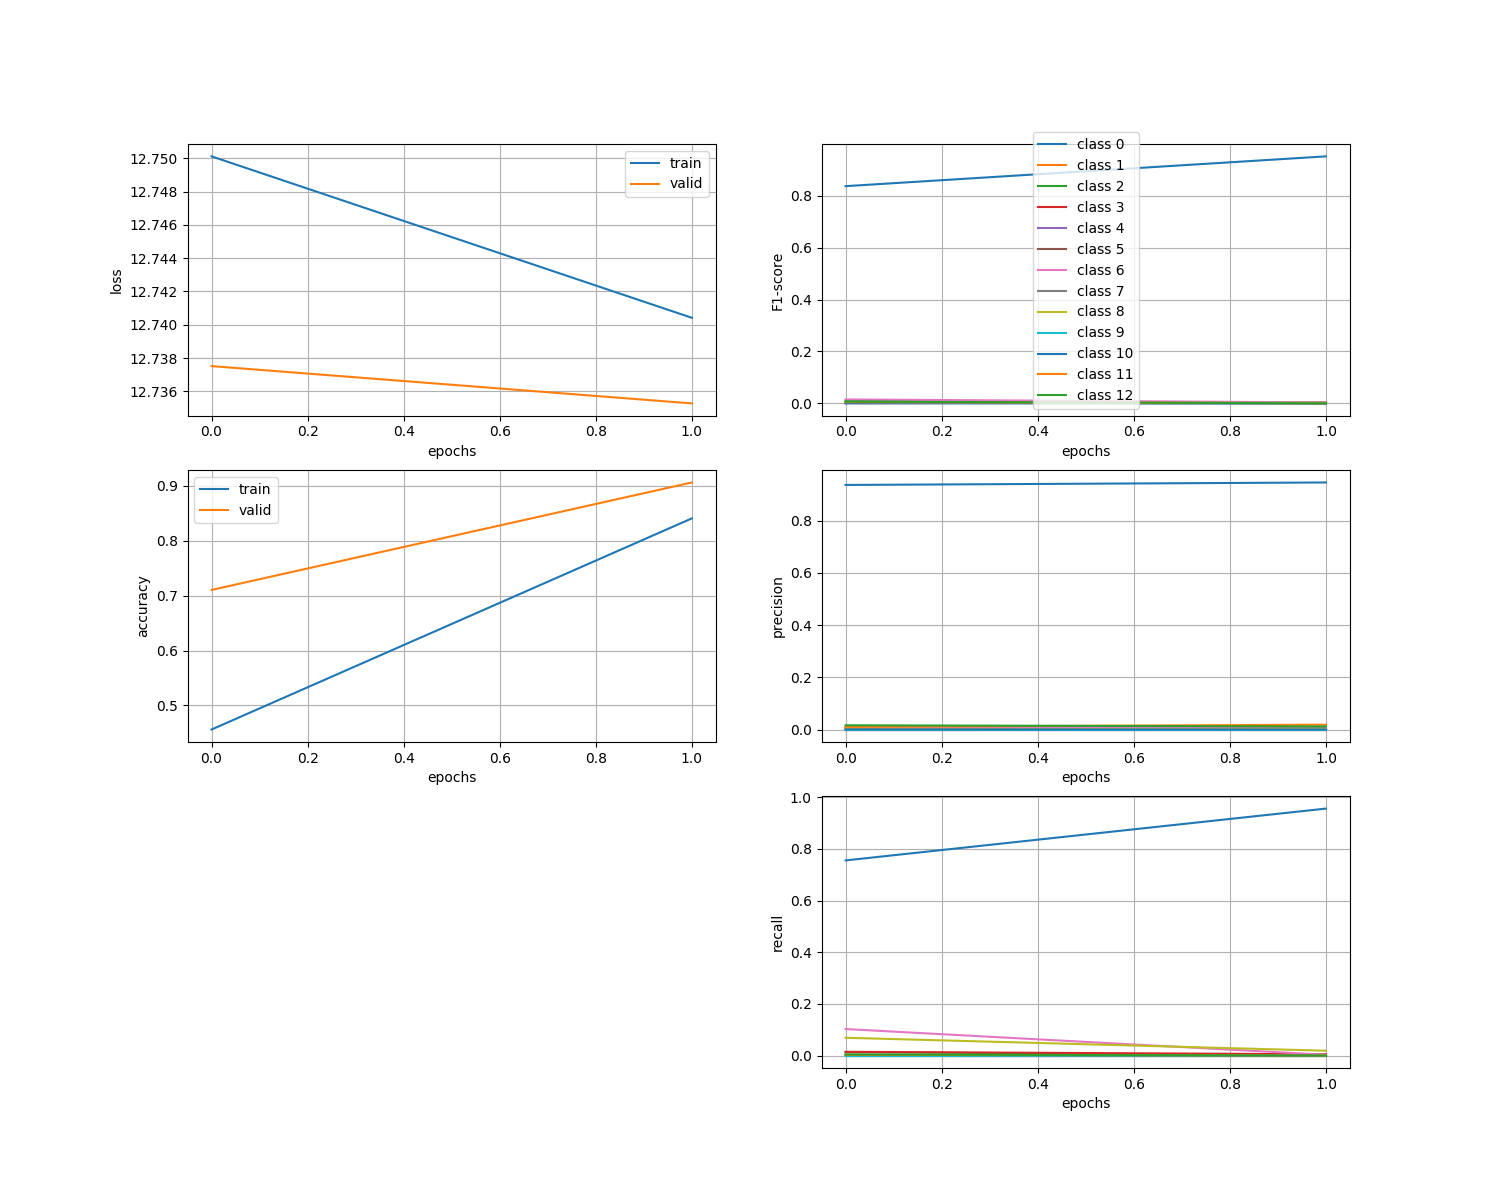 12.750
12.748
12.746
12.744
12.742
12.740
12.738
12.736
loss
train
valid
0.0 0.2 0.4 0.6 0.8 1.0
epochs
0.8
0.6
0.4
0.2
0.0
F1-score
class 0
class 1
class 2
class 3
class 4
class 5
class 6
class 7
class 8
class 9
class 10
class 11
class 12
0.0 0.2 0.4 0.6 0.8 1.0
epochs
0.9
0.8
0.7
0.6
0.5
accuracy
train
valid
0.0 0.2 0.4 0.6 0.8 1.0
epochs
0.8
0.6
0.4
0.2
0.0
precision
0.0 0.2 0.4 0.6 0.8 1.0
epochs
1.0
0.8
0.6
0.4
0.2
0.0
recall
0.0 0.2 0.4 0.6 0.8 1.0
epochs